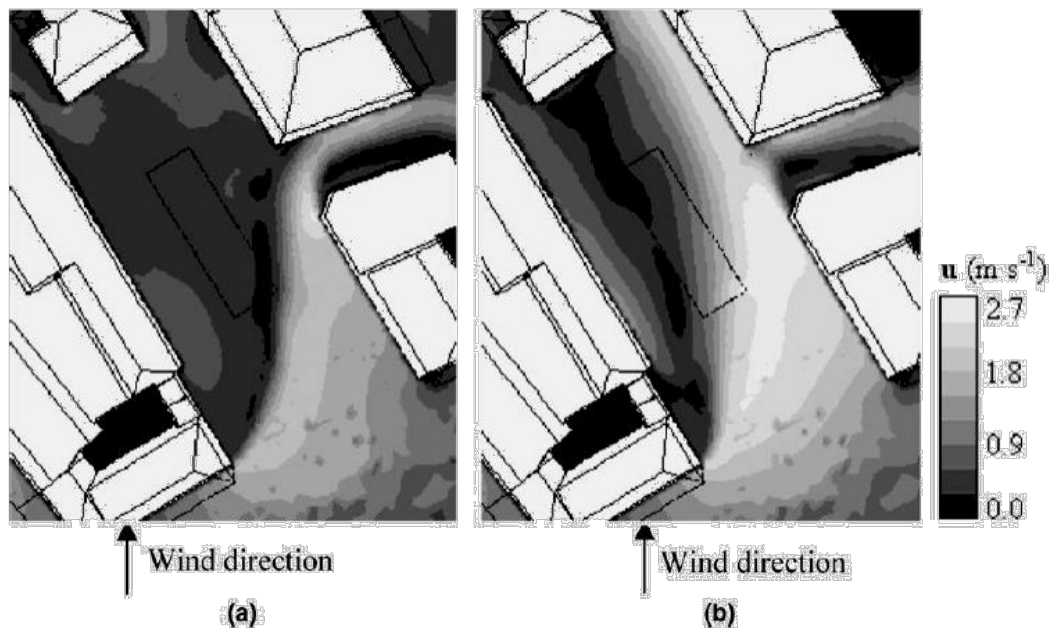 u (m s-1)
2.7
1.8
0.9
0.0
Wind direction
Wind direction
(a)
(b)